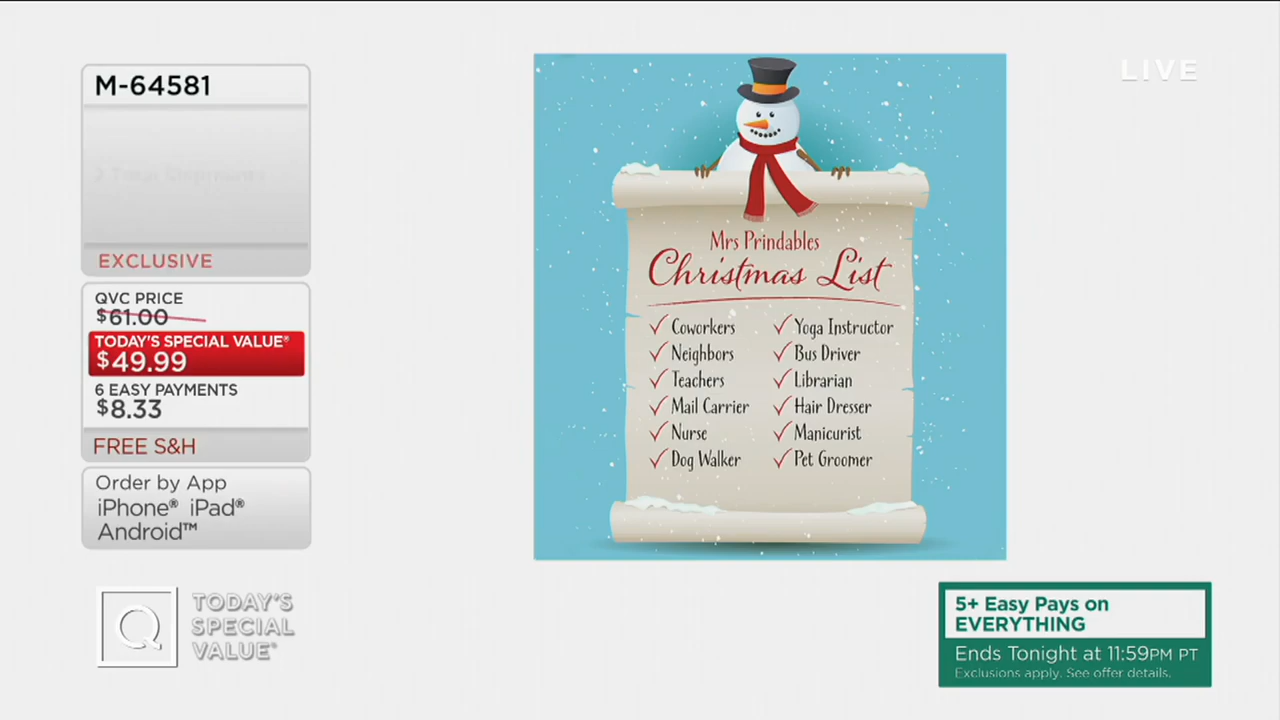 M-64581
EXCLUSIVE
QVC PRICE
$61.00
TODAY'S SPECIAL VALUE®
$49.99
6 EASY PAYMENTS
$8.33
FREE S&H
Order by App
iPhone® iPad®
Android™
Q
TODAY'S
SPECIAL
VALUE®
LIVE
Mrs Prindables
Christmas List
✓ Coworkers
✓ Neighbors
✓ Teachers
✓ Mail Carrier
✓ Nurse
✓ Dog Walker
✓ Yoga Instructor
✓ Bus Driver
✓ Librarian
✓ Hair Dresser
✓ Manicurist
✓ Pet Groomer
5+ Easy Pays on
EVERYTHING
Ends Tonight at 11:59PM PT
Exclusions apply. See offer details.